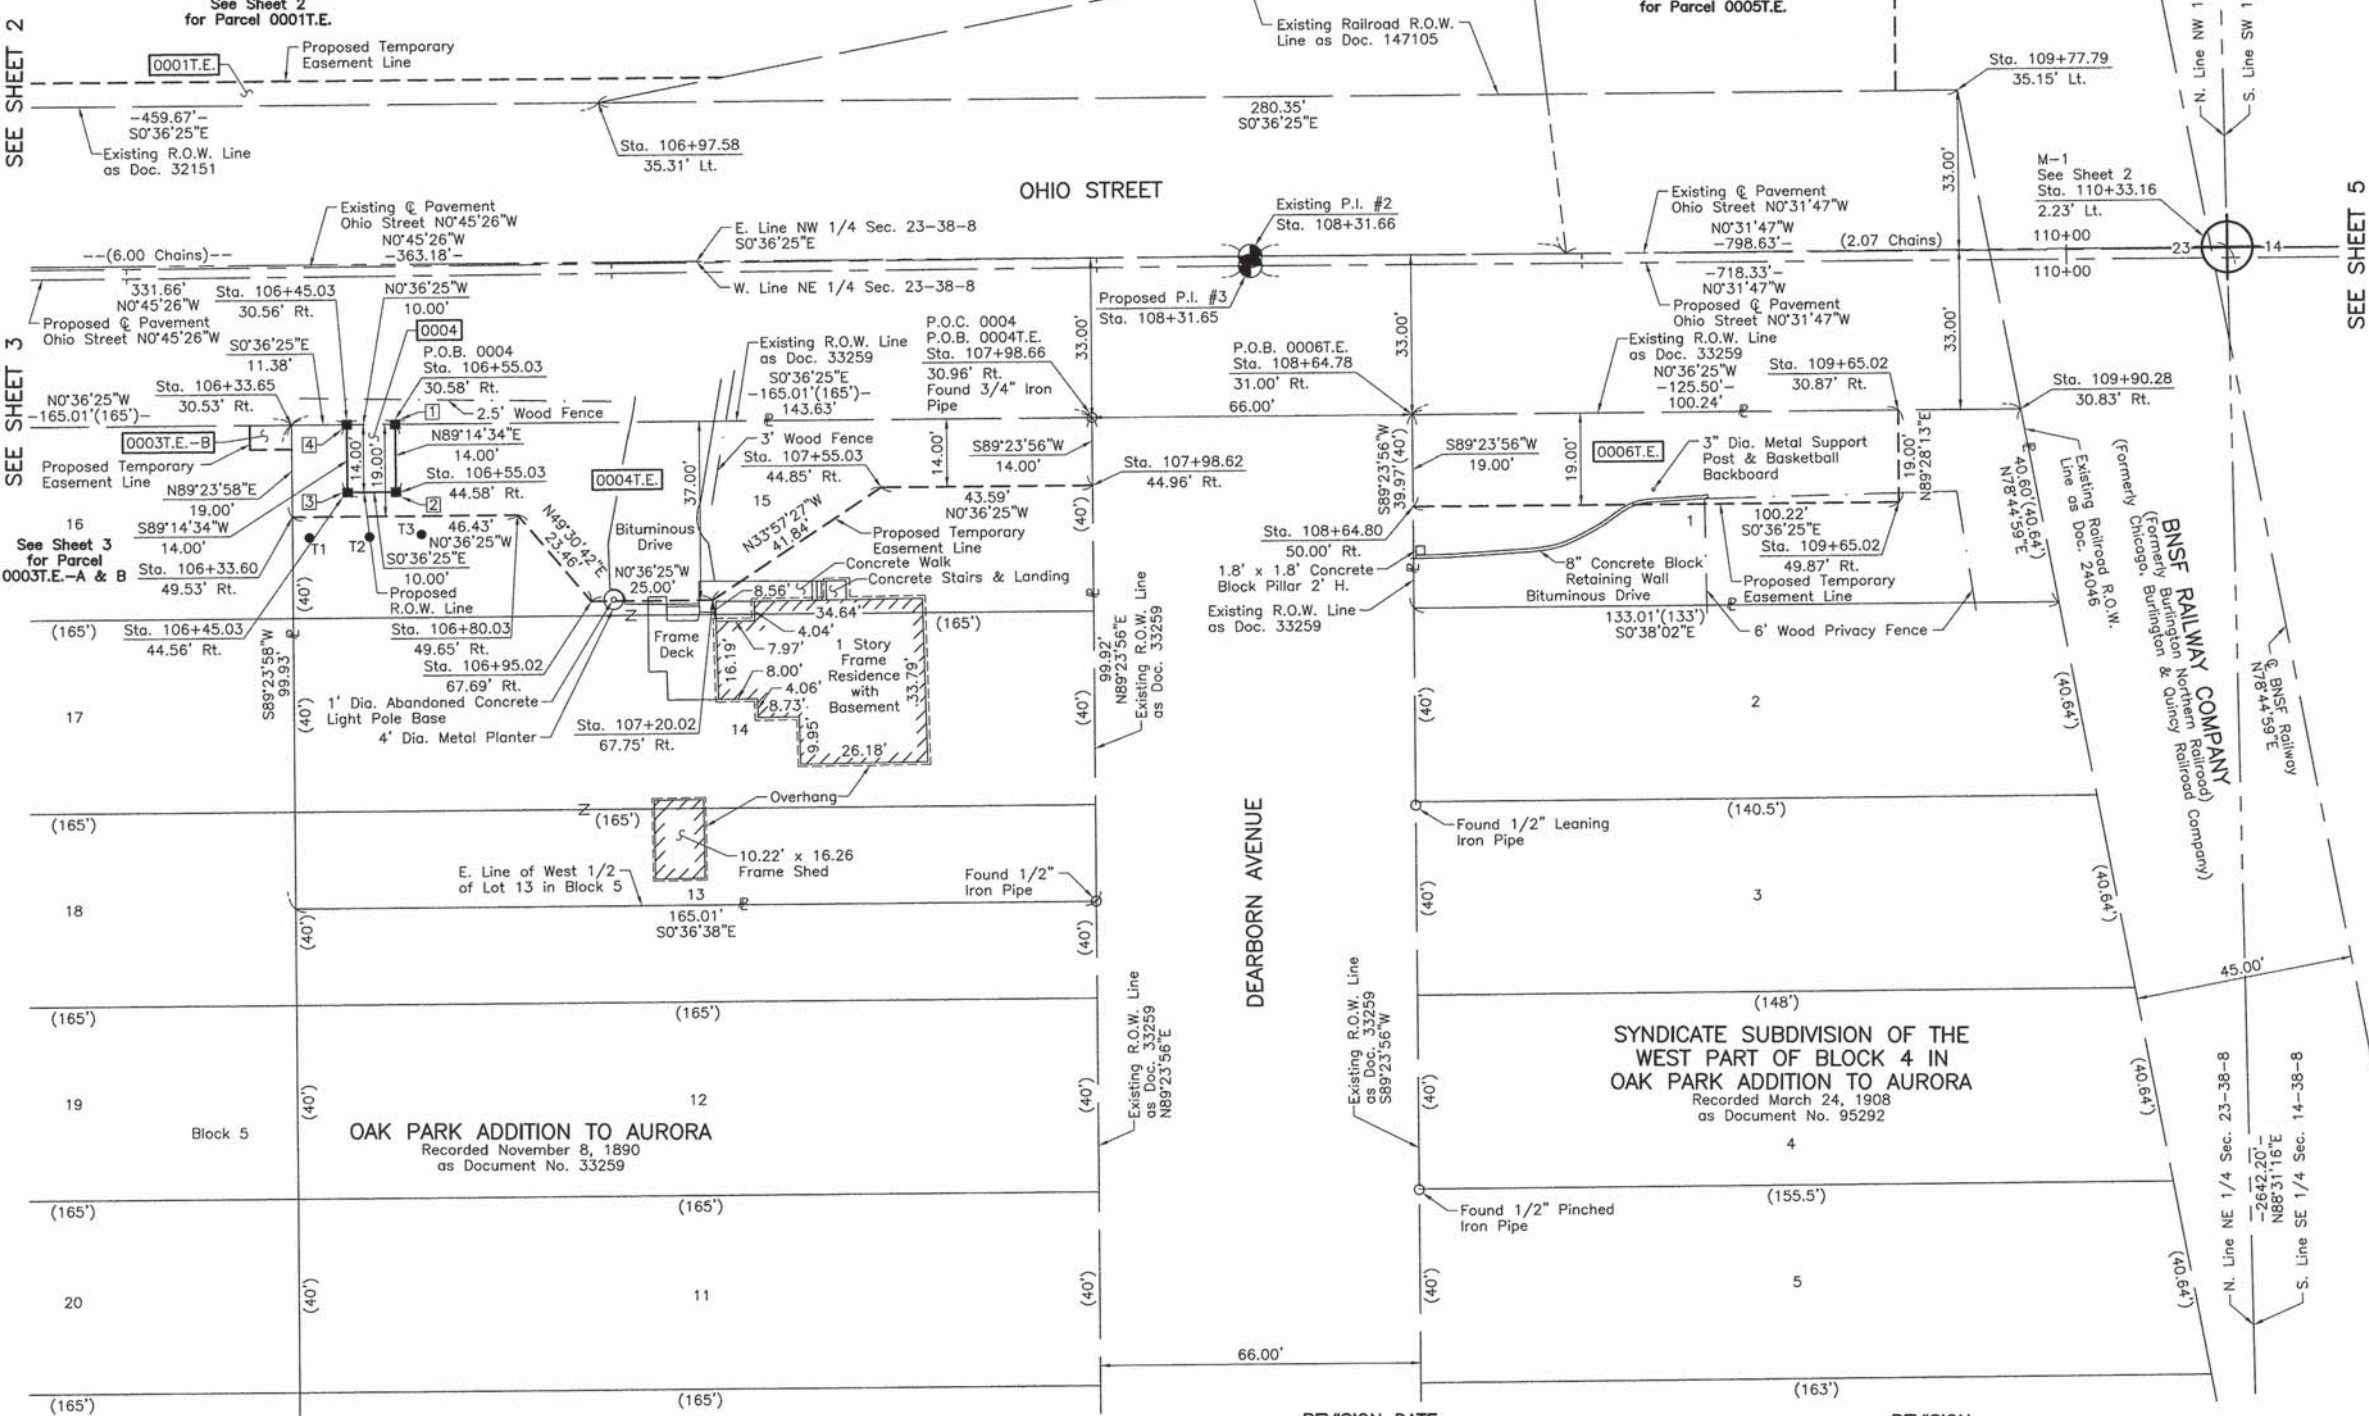 See Sheet 2
for Parcel 0001T.E.
SEE SHEET 2
0001T.E.
Proposed Temporary
Easement Line
-459.67'-
S0°36'25"E
Existing R.O.W. Line
as Doc. 32151
Sta. 106+97.58
35.31' Lt.
Existing Railroad R.O.W.
Line as Doc. 147105
for Parcel 0005T.E.
280.35'
S0°36'25"E
Sta. 109+77.79
35.15' Lt.
33.00'
N. Line NW 1
S. Line SW 1
M-1
See Sheet 2
Sta. 110+33.16
2.23' Lt.
SEE SHEET 5
OHIO STREET
Existing ℄ Pavement
Ohio Street N0°45'26"W
N0°45'26"W
-363.18'-
--(6.00 Chains)--
E. Line NW 1/4 Sec. 23-38-8
S0°36'25"E
W. Line NE 1/4 Sec. 23-38-8
Existing P.I. #2
Sta. 108+31.66
Proposed P.I. #3
Sta. 108+31.65
Existing ℄ Pavement
Ohio Street N0°31'47"W
N0°31'47"W
-798.63'-
(2.07 Chains)
110+00
110+00
23
14
-718.33'-
N0°31'47"W
Proposed ℄ Pavement
Ohio Street N0°31'47"W
331.66'
N0°45'26"W
Proposed ℄ Pavement
Ohio Street N0°45'26"W
SEE SHEET 3
Sta. 106+45.03
30.56' Rt.
N0°36'25"W
10.00'
0004
P.O.B. 0004
Sta. 106+55.03
30.58' Rt.
S0°36'25"E
11.38'
Sta. 106+33.65
30.53' Rt.
N0°36'25"W
-165.01'(165')-
0003T.E.-B
Proposed Temporary
Easement Line
1
2.5' Wood Fence
4
14.00'
19.00'
N89°14'34"E
14.00'
Sta. 106+55.03
44.58' Rt.
3
2
N89°23'58"E
19.00'
S89°14'34"W
14.00'
16
See Sheet 3
for Parcel
0003T.E.-A & B
Sta. 106+33.60
49.53' Rt.
T1
T2
T3
46.43'
N0°36'25"W
S0°36'25"E
10.00'
Proposed
R.O.W. Line
Sta. 106+80.03
49.65' Rt.
Sta. 106+95.02
67.69' Rt.
Sta. 106+45.03
44.56' Rt.
1' Dia. Abandoned Concrete
Light Pole Base
4' Dia. Metal Planter
S89°23'58"W
99.93'
(40')
(165')
0004T.E.
N49°30'42"E
23.46'
Bituminous
Drive
N0°36'25"W
25.00'
37.00'
Existing R.O.W. Line
as Doc. 33259
S0°36'25"E
-165.01'(165')-
143.63'
℄
3' Wood Fence
Sta. 107+55.03
44.85' Rt.
15
N33°57'27"W
41.84'
Proposed Temporary
Easement Line
Concrete Walk
Concrete Stairs & Landing
P.O.C. 0004
P.O.B. 0004T.E.
Sta. 107+98.66
30.96' Rt.
Found 3/4" Iron
Pipe
33.00'
14.00'
S89°23'56"W
14.00'
Sta. 107+98.62
44.96' Rt.
43.59'
N0°36'25"W
(40')
8.56'
34.64'
4.04'
7.97'
(165')
Frame
Deck
16.19'
8.00'
4.06'
8.73'
1 Story
Frame
Residence
with
Basement
33.79'
9.95'
26.18'
14
Sta. 107+20.02
67.75' Rt.
Overhang
(165')
10.22' x 16.26
Frame Shed
13
E. Line of West 1/2
of Lot 13 in Block 5
165.01'
S0°36'38"E
Found 1/2"
Iron Pipe
99.92'
N89°23'56"E
Existing R.O.W. Line
as Doc. 33259
(40')
17
(40')
(165')
18
(40')
(40')
(165')
(165')
19
(40')
12
(40')
Block 5
OAK PARK ADDITION TO AURORA
Recorded November 8, 1890
as Document No. 33259
(165')
(165')
20
(40')
11
(40')
(165')
(165')
Existing R.O.W. Line
as Doc. 33259
N89°23'56"E
DEARBORN AVENUE
Existing R.O.W. Line
as Doc. 33259
S89°23'56"W
66.00'
P.O.B. 0006T.E.
Sta. 108+64.78
31.00' Rt.
66.00'
33.00'
S89°23'56"W
39.97'(40')
S89°23'56"W
19.00'
19.00'
Existing R.O.W. Line
as Doc. 33259
N0°36'25"W
-125.50'-
100.24'
Sta. 109+65.02
30.87' Rt.
33.00'
Sta. 109+90.28
30.83' Rt.
0006T.E.
3" Dia. Metal Support
Post & Basketball
Backboard
19.00'
N89°28'13"E
1
100.22'
S0°36'25"E
Sta. 109+65.02
49.87' Rt.
Proposed Temporary
Easement Line
Sta. 108+64.80
50.00' Rt.
1.8' x 1.8' Concrete
Block Pillar 2' H.
Existing R.O.W. Line
as Doc. 33259
8" Concrete Block
Retaining Wall
Bituminous Drive
133.01'(133')
S0°38'02"E
6' Wood Privacy Fence
40.60'(40.64')
N78°44'59"E
Existing Railroad R.O.W.
Line as Doc. 24046
BNSF RAILWAY COMPANY
(Formerly Burlington Northern Railroad)
(Formerly Chicago, Burlington & Quincy Railroad Company)
℄ BNSF Railway
N78°44'59"E
(40')
2
(40.64')
Found 1/2" Leaning
Iron Pipe
(140.5')
(40')
3
(40.64')
45.00'
(148')
SYNDICATE SUBDIVISION OF THE
WEST PART OF BLOCK 4 IN
OAK PARK ADDITION TO AURORA
Recorded March 24, 1908
as Document No. 95292
(40')
4
(40.64')
(155.5')
Found 1/2" Pinched
Iron Pipe
(40')
5
(40.64')
(163')
N. Line NE 1/4 Sec. 23-38-8
-2642.20'-
N88°31'16"E
S. Line SE 1/4 Sec. 14-38-8
REVISION DATE
REVISION